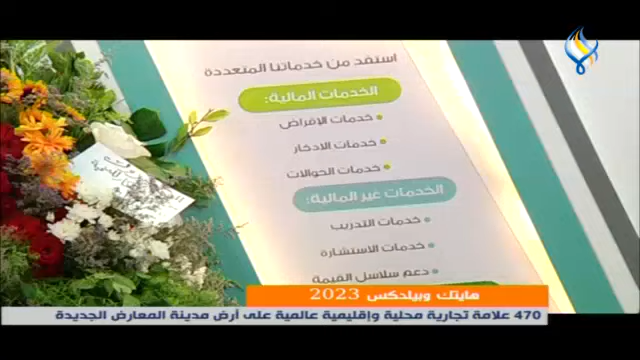 استفد من خدماتنا المتعددة
الخدمات المالية:
خدمات الإقراض
خدمات الادخار
خدمات الحوالات
الخدمات غير المالية:
خدمات التدريب
خدمات الاستشارة
دعم سلاسل القيمة
هايتك وبيلدكس 2023
470 علامة تجارية محلية وإقليمية عالمية على أرض مدينة المعارض الجديدة